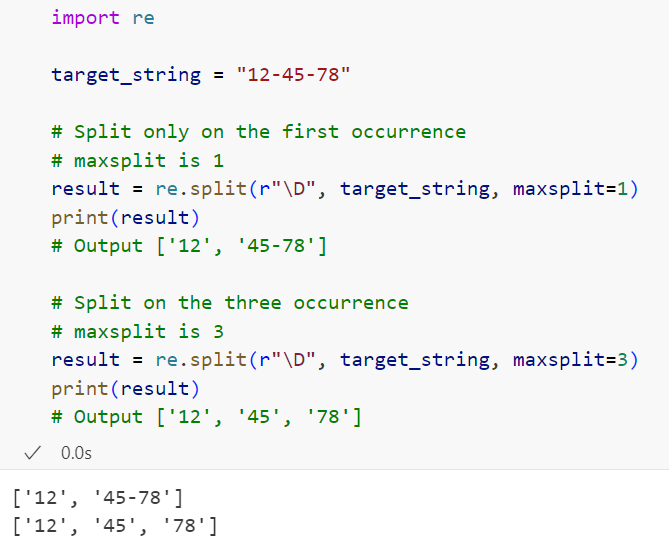 import re
target_string = "12-45-78"
# Split only on the first occurrence
# maxsplit is 1
result = re.split(r"\D", target_string, maxsplit=1)
print(result)
# Output ['12', '45-78']
# Split on the three occurrence
# maxsplit is 3
result = re.split(r"\D", target_string, maxsplit=3)
print(result)
# Output ['12', '45', '78']
0.0s
['12', '45-78']
['12', '45', '78']